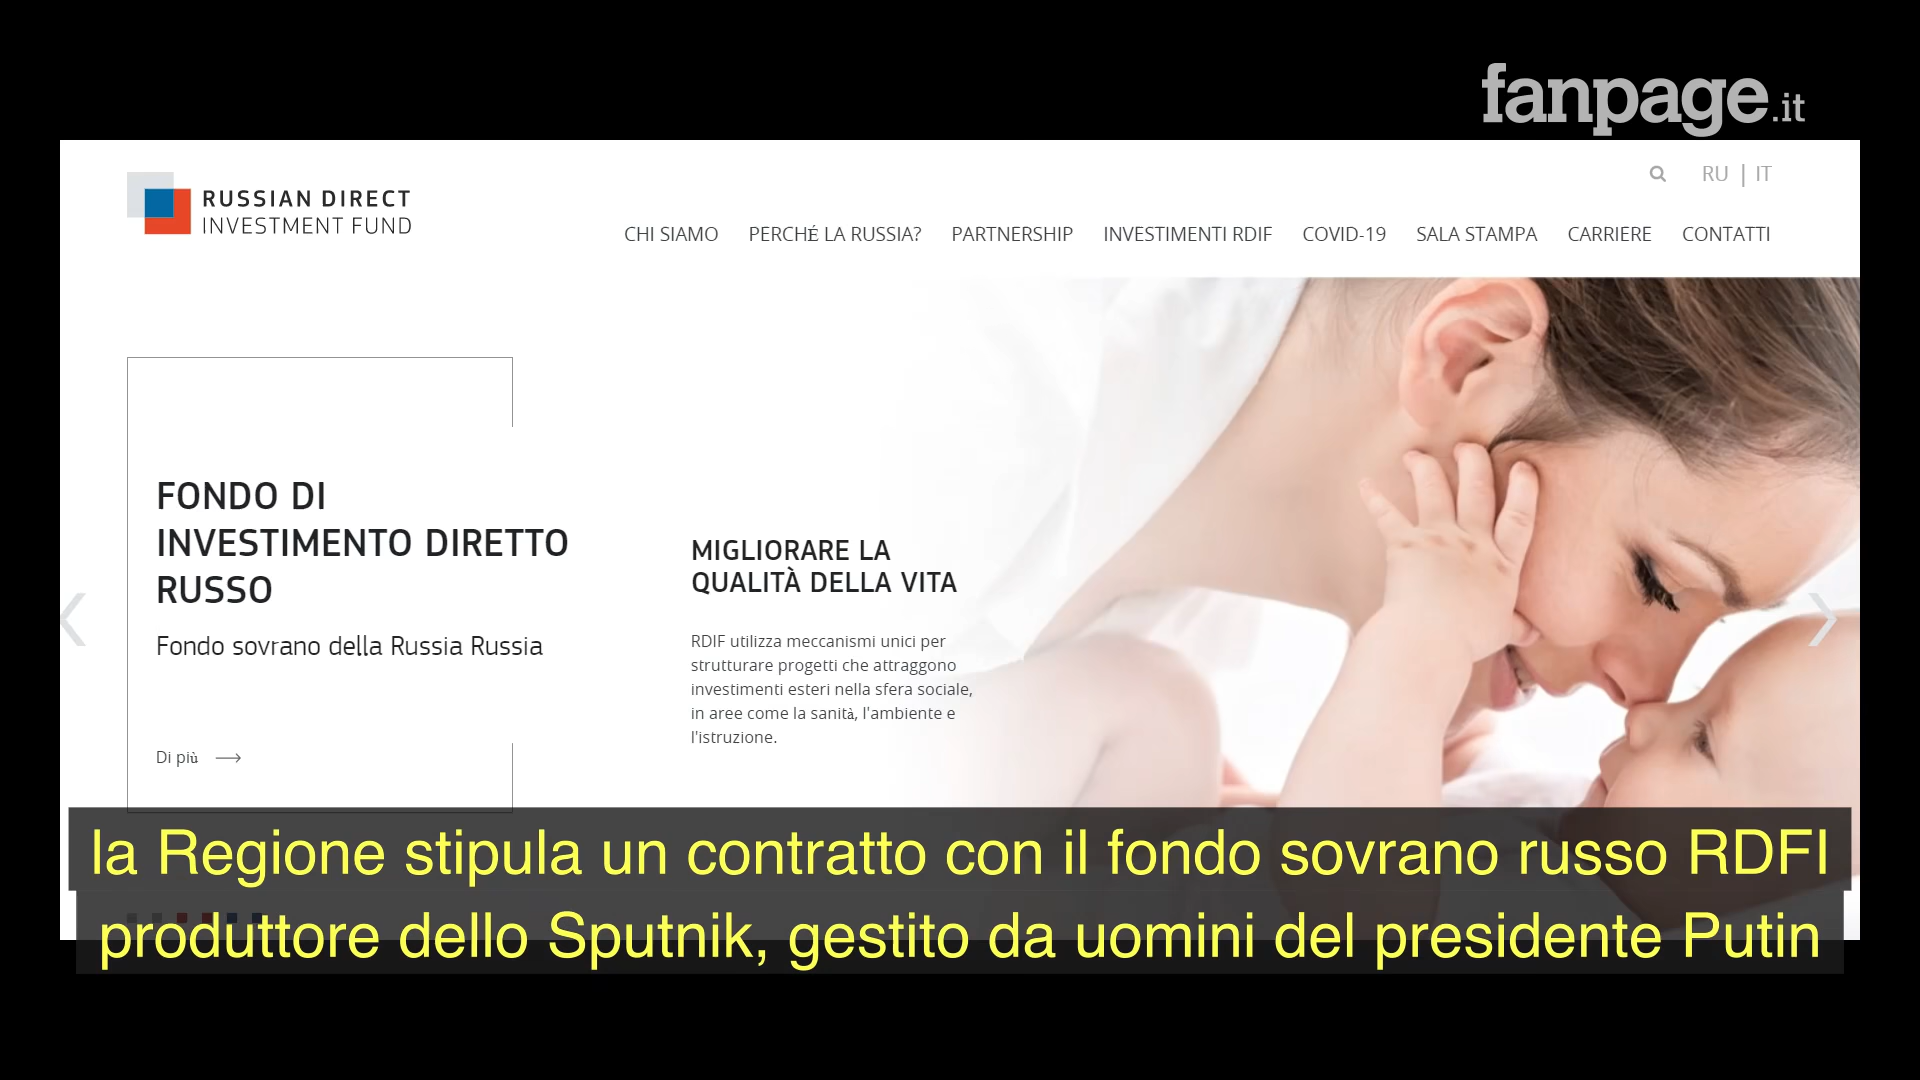 fanpage.it
RU | IT
RUSSIAN DIRECT
INVESTMENT FUND
CHI SIAMO PERCHÉ LA RUSSIA? PARTNERSHIP INVESTIMENTI RDIF COVID-19 SALA STAMPA CARRIERE CONTATTI
FONDO DI
INVESTIMENTO DIRETTO
RUSSO
Fondo sovrano della Russia Russia
Di più
MIGLIORARE LA
QUALITÀ DELLA VITA
RDIF utilizza meccanismi unici per
strutturare progetti che attraggono
investimenti esteri nella sfera sociale,
in aree come la sanità, l'ambiente e
l'istruzione.
la Regione stipula un contratto con il fondo sovrano russo RDFI
produttore dello Sputnik, gestito da uomini del presidente Putin